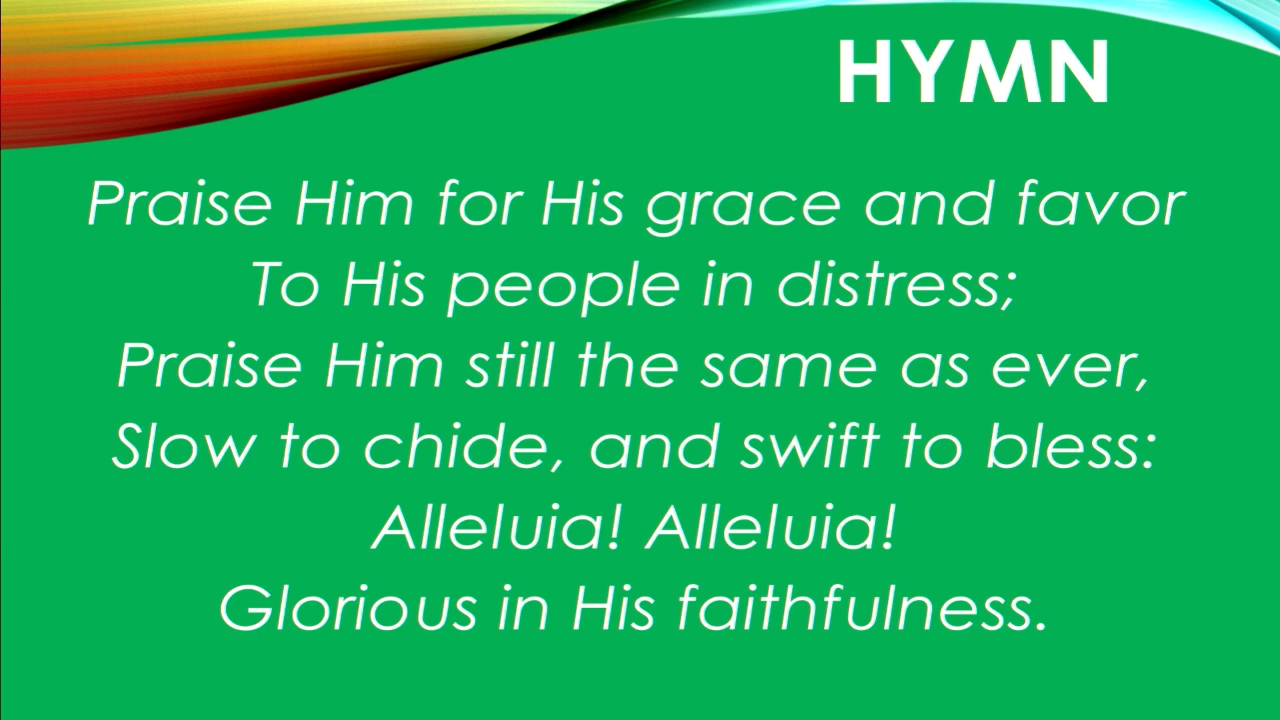 HYMN
Praise Him for His grace and favor
To His people in distress;
Praise Him still the same as ever,
Slow to chide, and swift to bless:
Alleluia! Alleluia!
Glorious in His faithfulness.